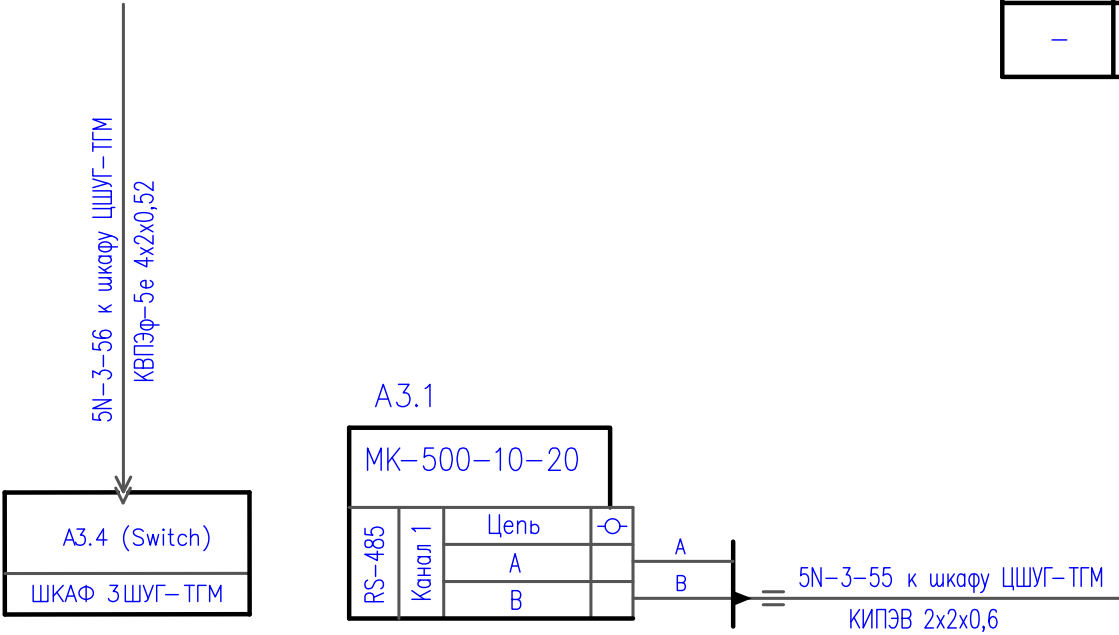 –
5N-3-56 к шкафу ЦШУГ-ТГМ
КВПЭф-5е 4х2х0,52
А3.1
МК-500-10-20
А3.4 (Switch)
ШКАФ 3ШУГ-ТГМ
RS-485
Канал 1
Цепь
А
В
А
В
5N-3-55 к шкафу ЦШУГ-ТГМ
КИПЭВ 2х2х0,6